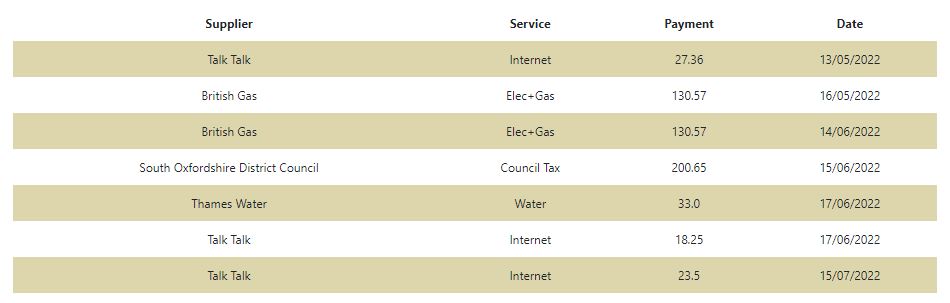 Supplier Service Payment Date
Talk Talk Internet 27.36 13/05/2022
British Gas Elec+Gas 130.57 16/05/2022
British Gas Elec+Gas 130.57 14/06/2022
South Oxfordshire District Council Council Tax 200.65 15/06/2022
Thames Water Water 33.0 17/06/2022
Talk Talk Internet 18.25 17/06/2022
Talk Talk Internet 23.5 15/07/2022